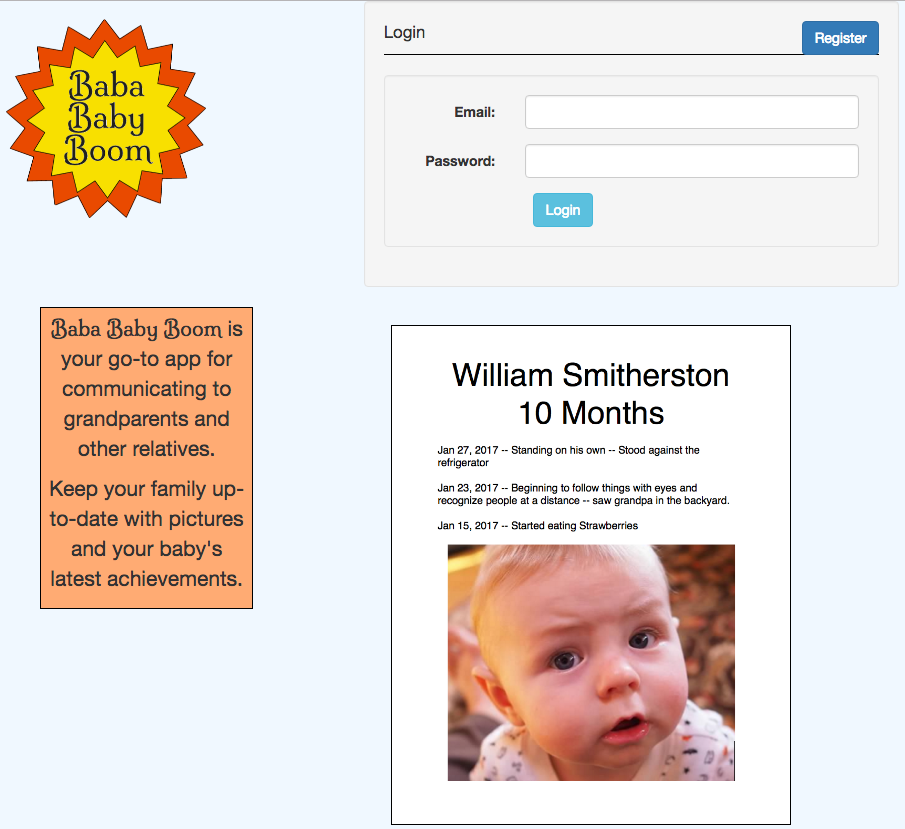 Baba
Baby
Boom
Login
Register
Email:
Password:
Login
Baba Baby Boom is
your go-to app for
communicating to
grandparents and
other relatives.
Keep your family up-
to-date with pictures
and your baby's
latest achievements.
William Smitherston
10 Months
Jan 27, 2017 -- Standing on his own -- Stood against the
refrigerator
Jan 23, 2017 -- Beginning to follow things with eyes and
recognize people at a distance -- saw grandpa in the backyard.
Jan 15, 2017 -- Started eating Strawberries